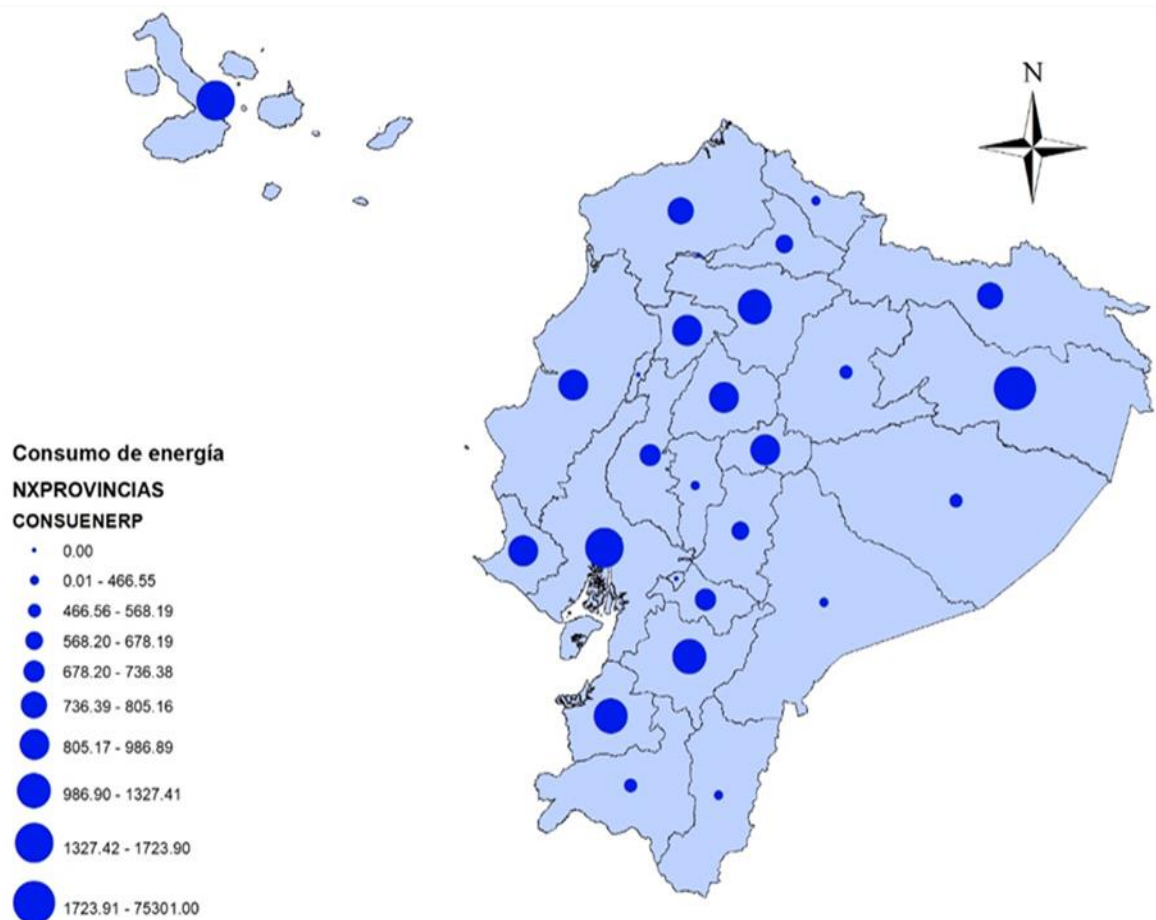 N
Consumo de energía
NXPROVINCIAS
CONSUENERP
0.00
0.01 - 466.55
466.56 - 568.19
568.20 - 678.19
678.20 - 736.38
736.39 - 805.16
805.17 - 986.89
986.90 - 1327.41
1327.42 - 1723.90
1723.91 - 75301.00